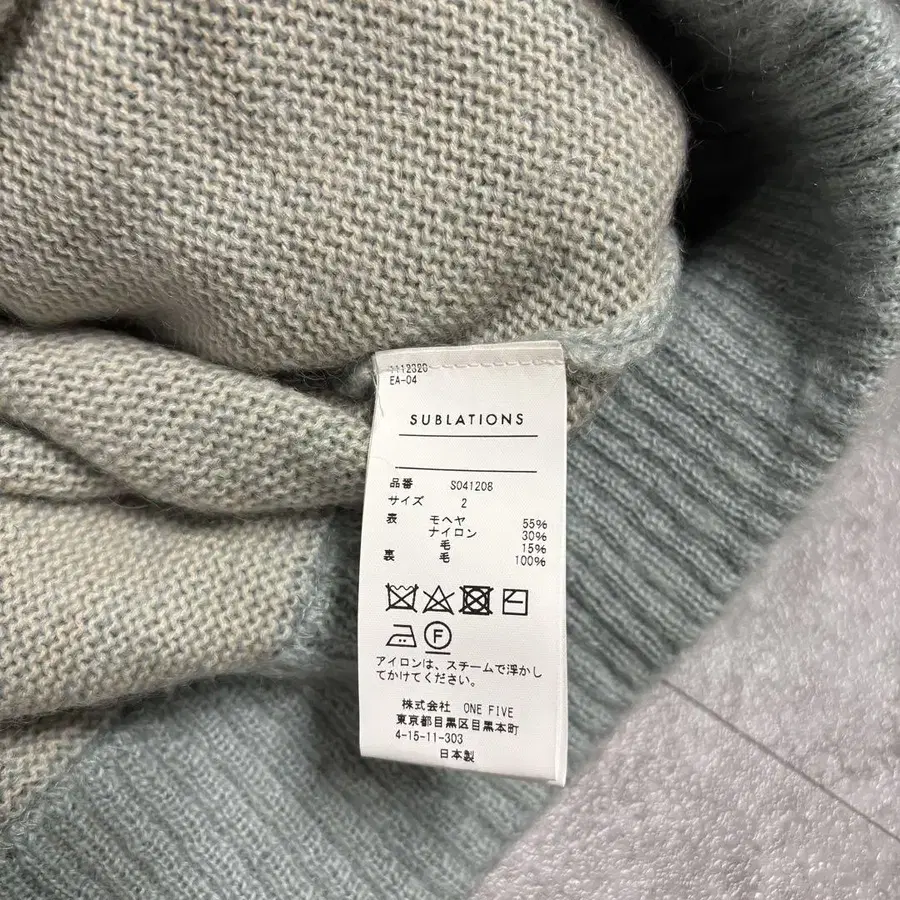 1112320
EA-04
SUBLATIONS
品番 S041208
サイズ 2
表 モヘヤ 55%
ナイロン 30%
毛 15%
裏 毛 100%
F
アイロンは、スチームで浮かし
てかけてください。
株式会社 ONE FIVE
東京都目黒区目黒本町
4-15-11-303
日本製